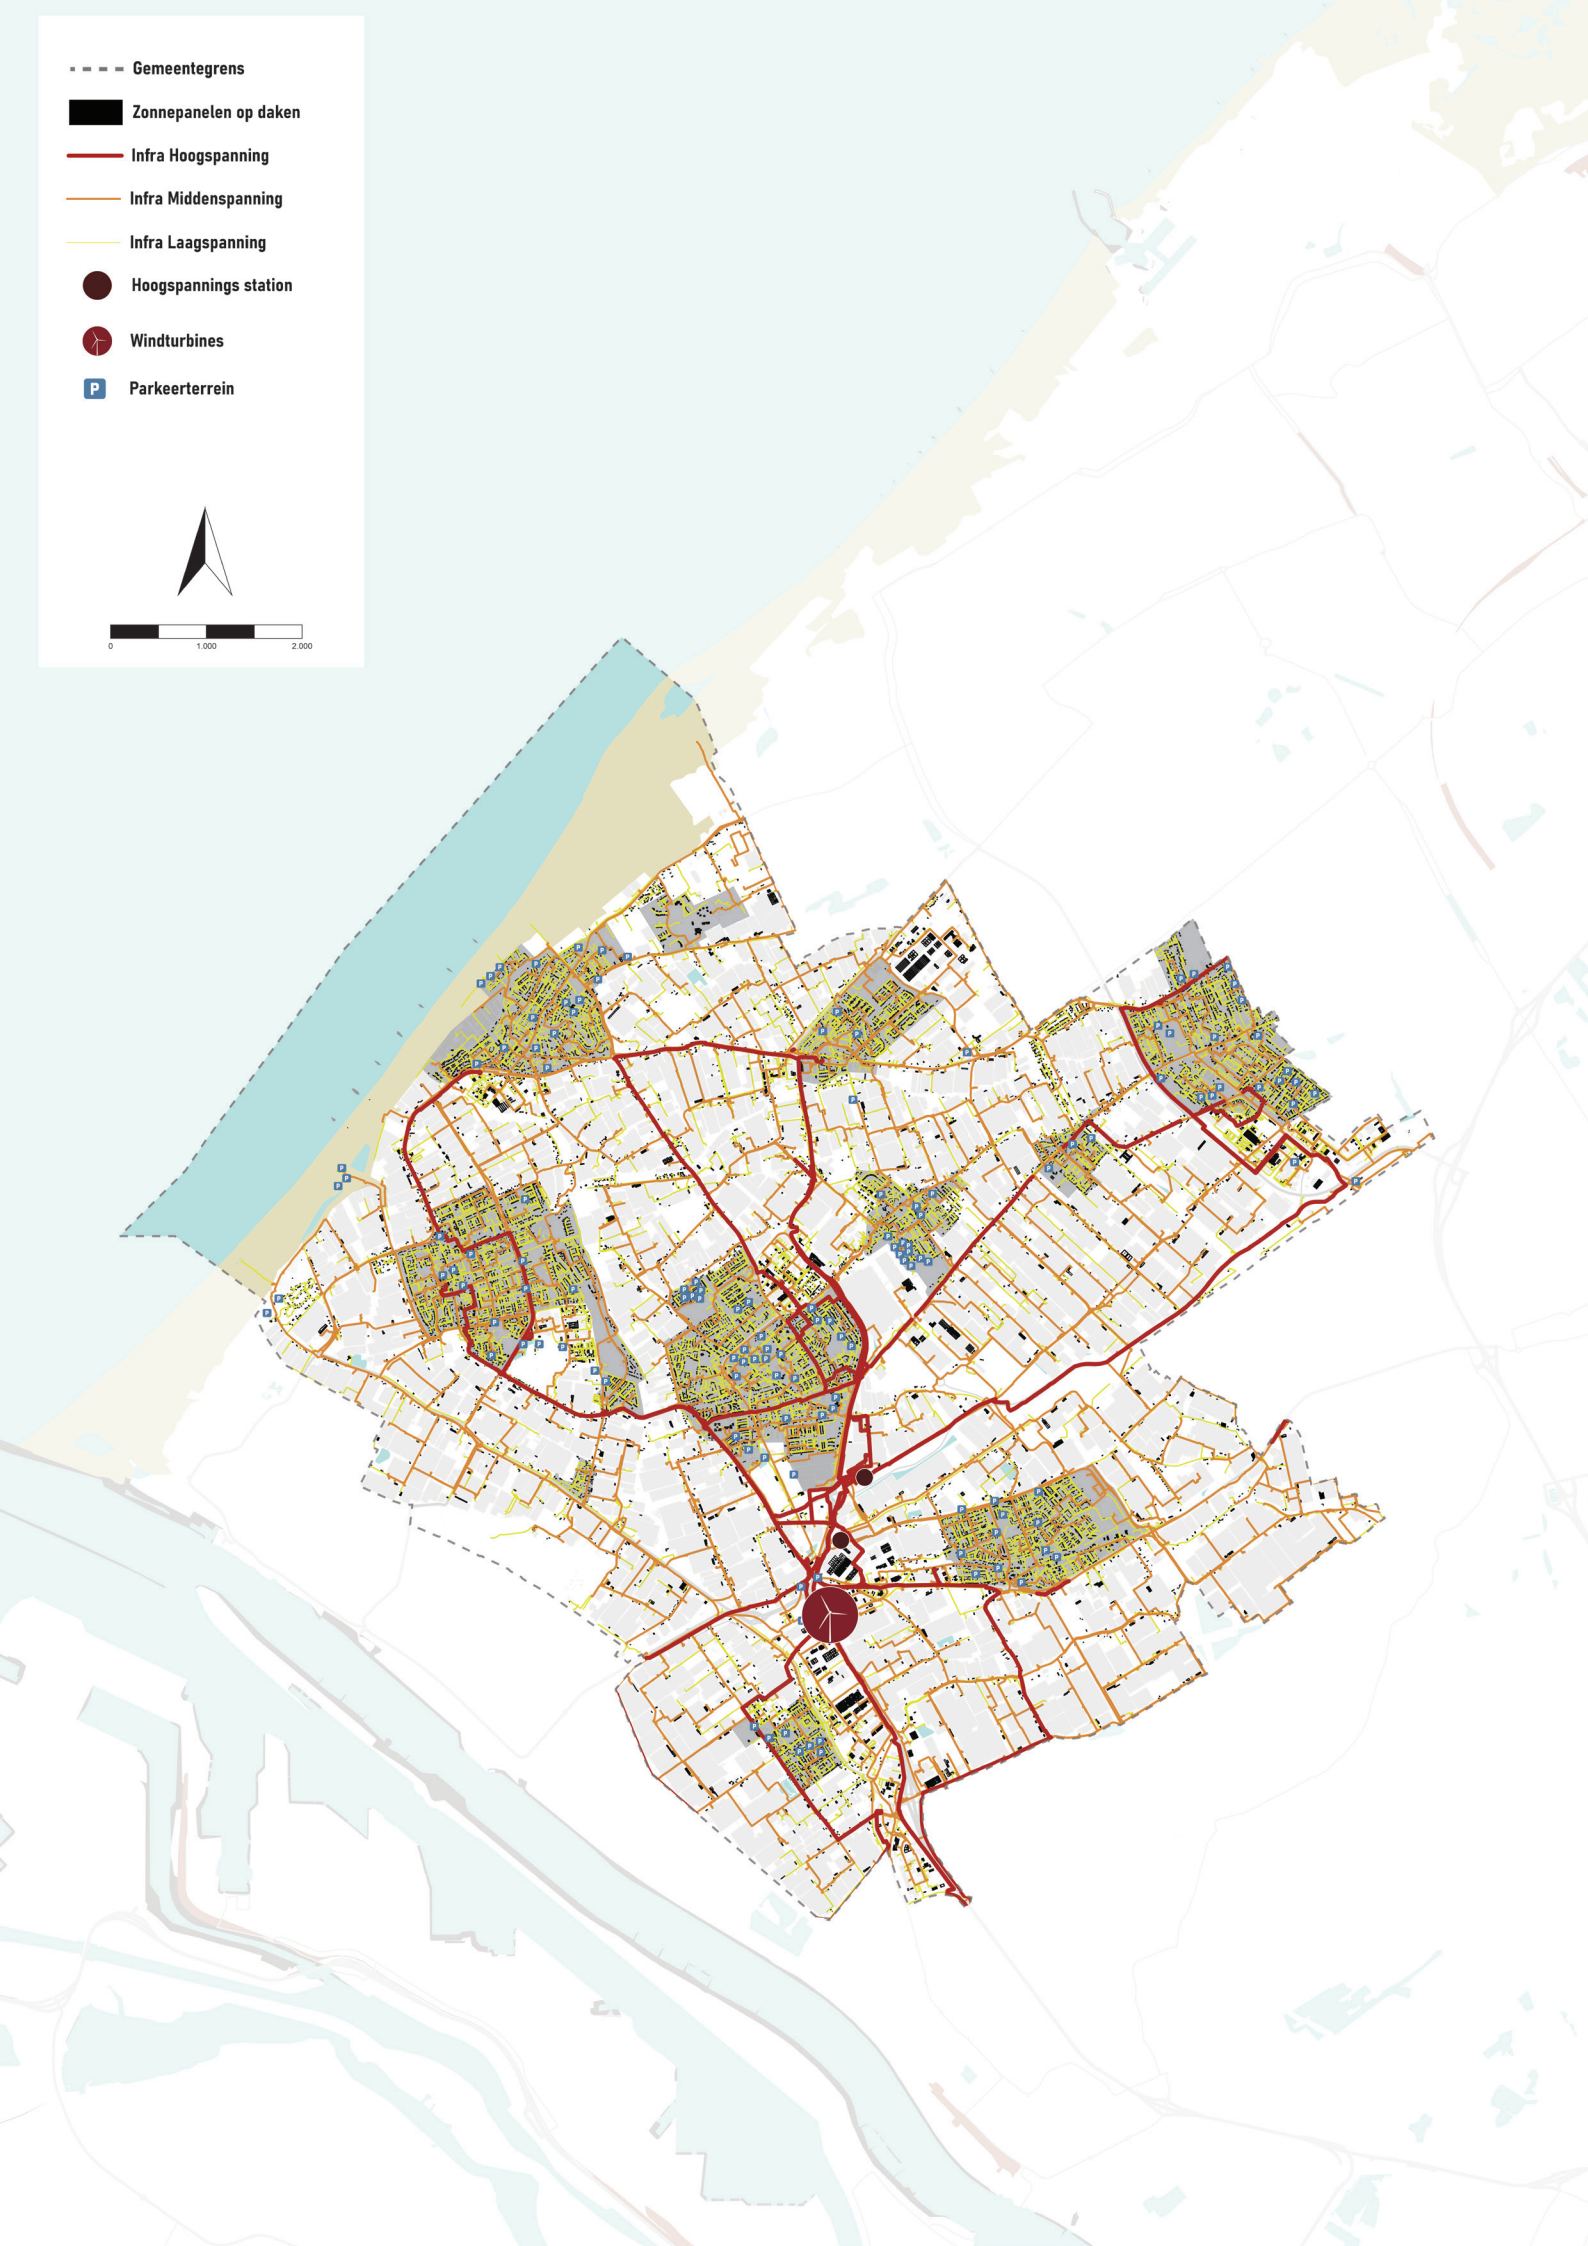 Gemeentegrens
Zonnepanelen op daken
Infra Hoogspanning
Infra Middenspanning
Infra Laagspanning
Hoogspannings station
Windturbines
P Parkeerterrein
0 1.000 2.000